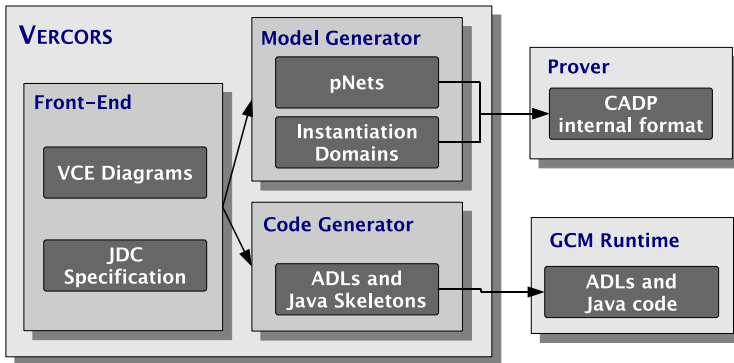 VERCORS
Front-End
VCE Diagrams
JDC
Specification
Model Generator
pNets
Instantiation
Domains
Code Generator
ADLs and
Java Skeletons
Prover
CADP
internal format
GCM Runtime
ADLs and
Java code